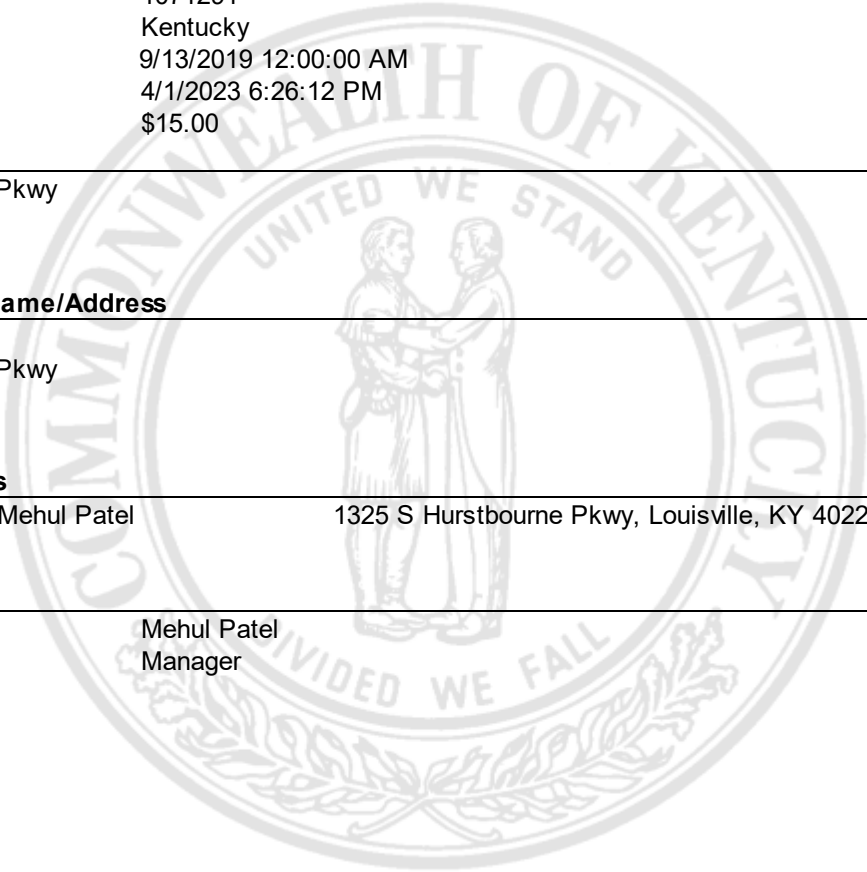 Kentucky
9/13/2019 12:00:00 AM
4/1/2023 6:26:12 PM
$15.00
Pkwy
ame/Address
Pkwy
s
Mehul Patel 1325 S Hurstbourne Pkwy, Louisville, KY 4022
Mehul Patel
Manager
COMMONWEALTH OF KENTUCKY
UNITED WE STAND
DIVIDED WE FALL